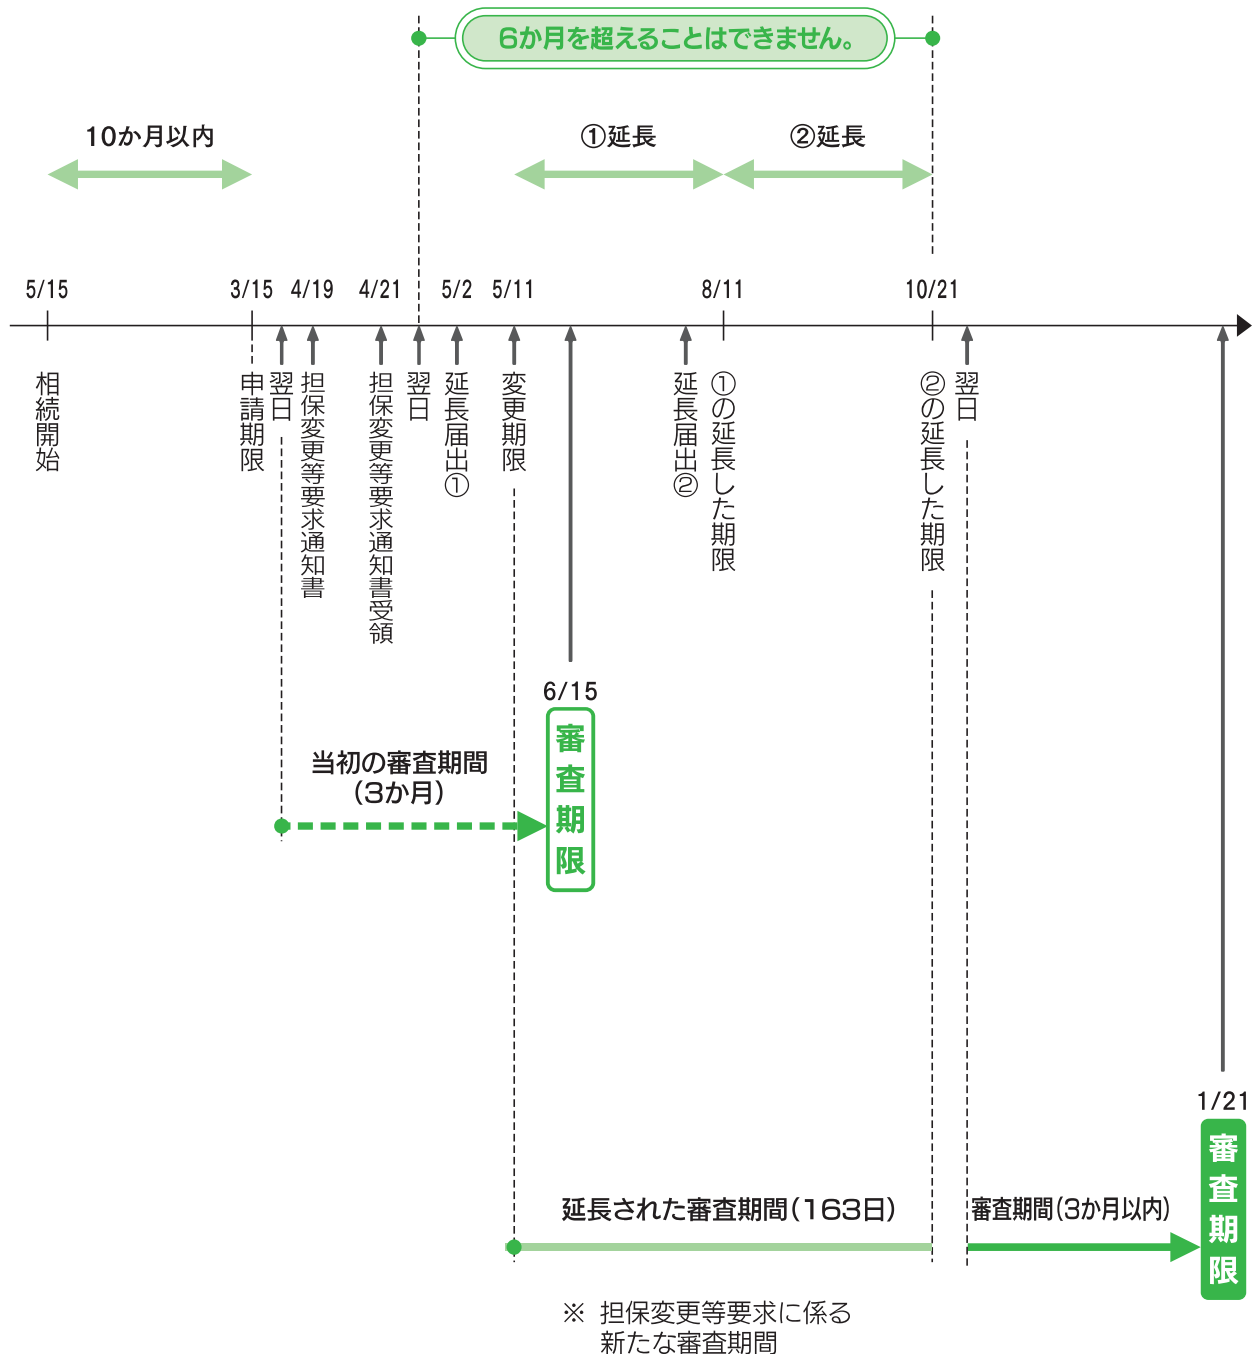 6か月を超えることはできません。
10か月以内
①延長
②延長
5/15
3/15
4/19
4/21
5/2
5/11
8/11
10/21
相続開始
申請期限
翌日
担保変更等要求通知書
担保変更等要求通知書受領
翌日
延長届出①
変更期限
延長届出②
①の延長した期限
②の延長した期限
翌日
6/15
審査期限
当初の審査期間
(3か月)
1/21
審査期限
延長された審査期間(163日)
審査期間(3か月以内)
※ 担保変更等要求に係る
新たな審査期間